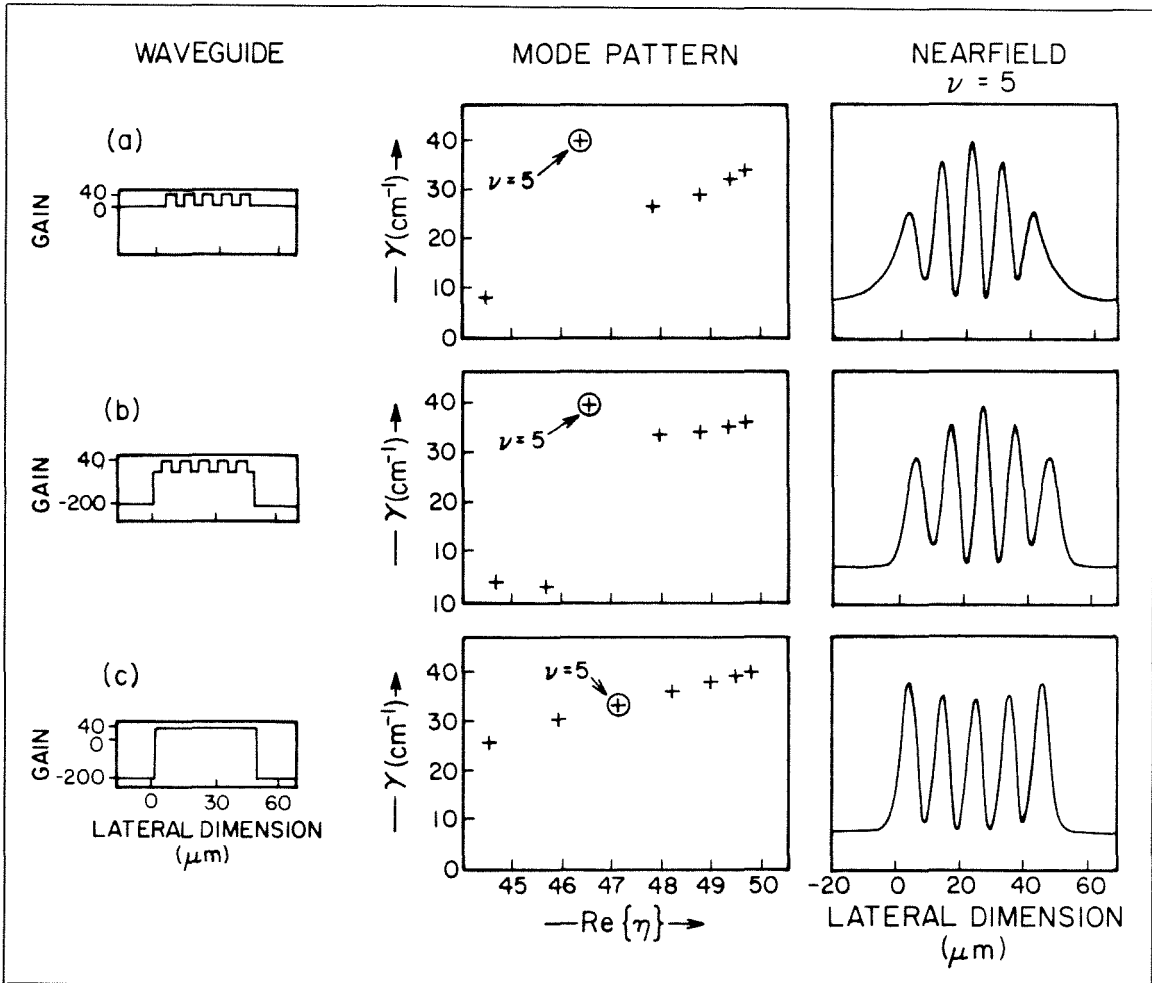 WAVEGUIDE
MODE PATTERN
NEARFIELD
ν = 5
(a)
GAIN
40
0
— γ (cm⁻¹) →
40
30
20
10
0
ν = 5
(b)
GAIN
40
-200
— γ (cm⁻¹) →
40
30
20
10
10
ν = 5
(c)
GAIN
40
0
-200
0 30 60
LATERAL DIMENSION
(μm)
— γ (cm⁻¹) →
40
30
20
10
0
ν = 5
45 46 47 48 49 50
— Re {η} →
-20 0 20 40 60
LATERAL DIMENSION
(μm)